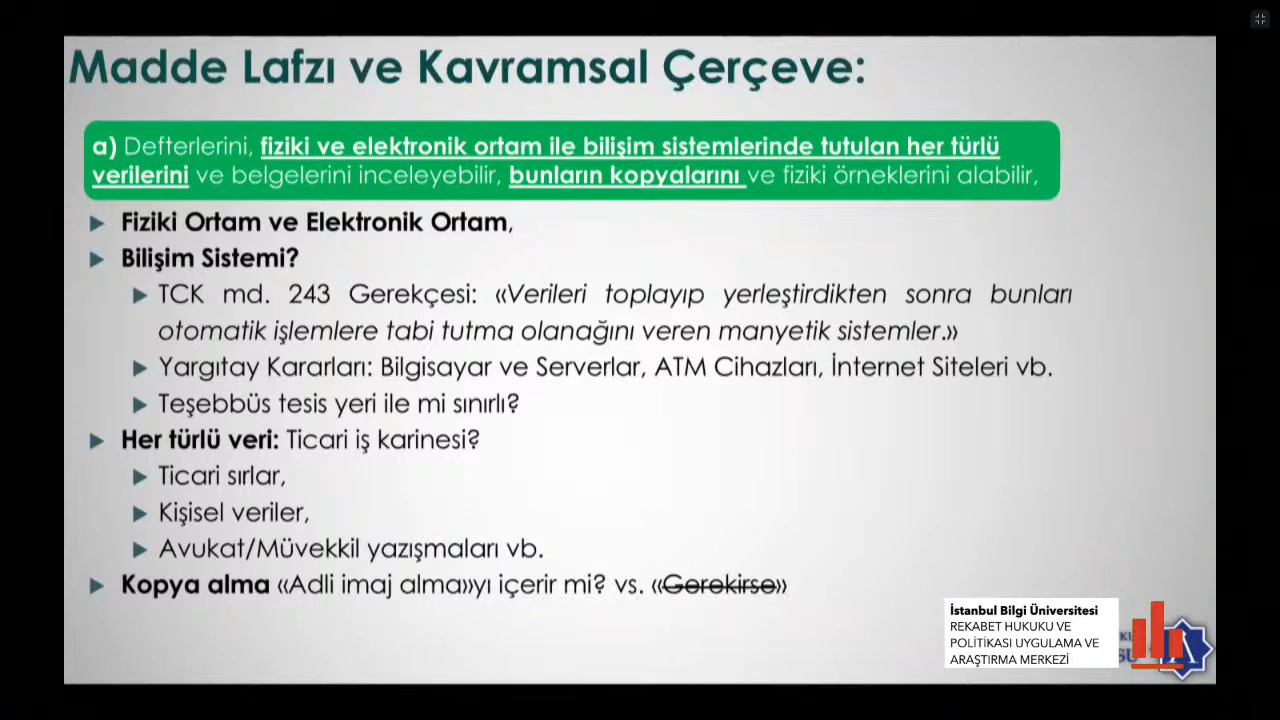 Madde Lafzı ve Kavramsal Çerçeve:
a) Defterlerini, fiziki ve elektronik ortam ile bilişim sistemlerinde tutulan her türlü
verilerini ve belgelerini inceleyebilir, bunların kopyalarını ve fiziki örneklerini alabilir,
Fiziki Ortam ve Elektronik Ortam,
Bilişim Sistemi?
TCK md. 243 Gerekçesi: «Verileri toplayıp yerleştirdikten sonra bunları
otomatik işlemlere tabi tutma olanağını veren manyetik sistemler.»
Yargıtay Kararları: Bilgisayar ve Serverlar, ATM Cihazları, İnternet Siteleri vb.
Teşebbüs tesis yeri ile mi sınırlı?
Her türlü veri: Ticari iş karinesi?
Ticari sırlar,
Kişisel veriler,
Avukat/Müvekkil yazışmaları vb.
Kopya alma «Adli imaj alma»yı içerir mi? vs. «Gerekirse»
İstanbul Bilgi Üniversitesi
REKABET HUKUKU VE
POLİTİKASI UYGULAMA VE
ARAŞTIRMA MERKEZİ